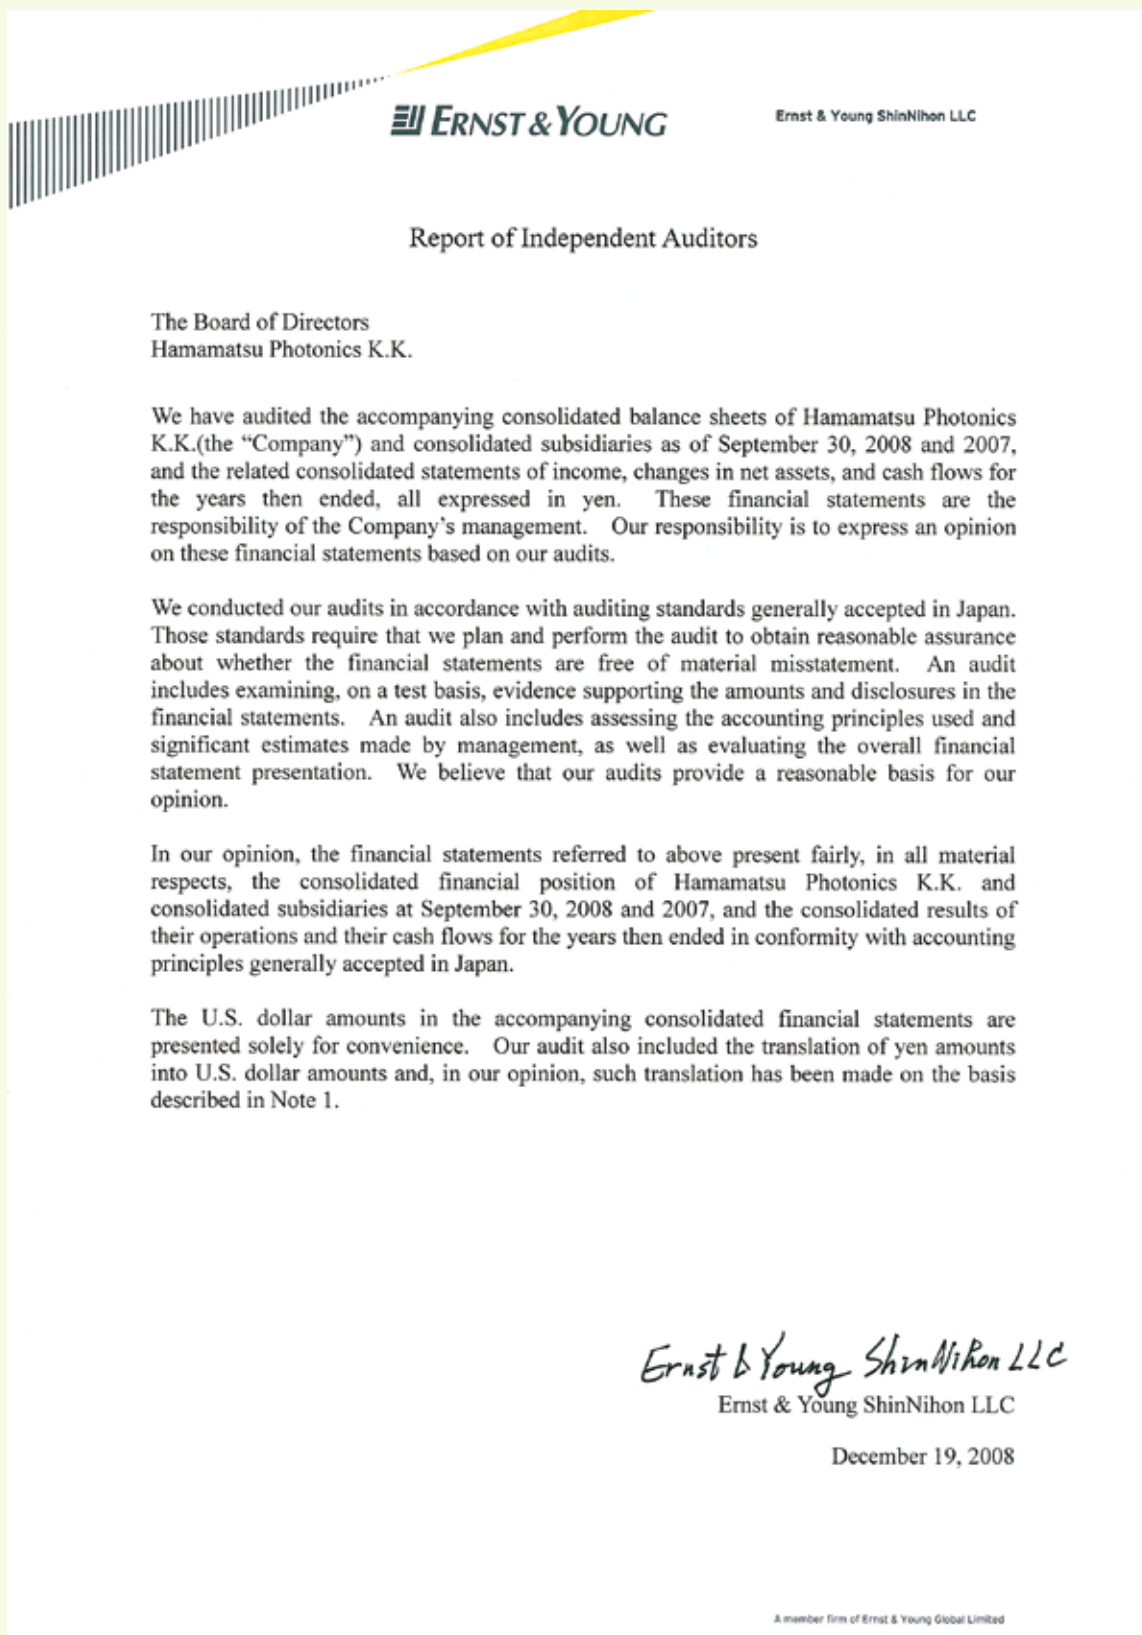 ERNST & YOUNG
Ernst & Young ShinNihon LLC
Report of Independent Auditors
The Board of Directors
Hamamatsu Photonics K.K.
We have audited the accompanying consolidated balance sheets of Hamamatsu Photonics
K.K.(the “Company”) and consolidated subsidiaries as of September 30, 2008 and 2007,
and the related consolidated statements of income, changes in net assets, and cash flows for
the years then ended, all expressed in yen. These financial statements are the
responsibility of the Company’s management. Our responsibility is to express an opinion
on these financial statements based on our audits.
We conducted our audits in accordance with auditing standards generally accepted in Japan.
Those standards require that we plan and perform the audit to obtain reasonable assurance
about whether the financial statements are free of material misstatement. An audit
includes examining, on a test basis, evidence supporting the amounts and disclosures in the
financial statements. An audit also includes assessing the accounting principles used and
significant estimates made by management, as well as evaluating the overall financial
statement presentation. We believe that our audits provide a reasonable basis for our
opinion.
In our opinion, the financial statements referred to above present fairly, in all material
respects, the consolidated financial position of Hamamatsu Photonics K.K. and
consolidated subsidiaries at September 30, 2008 and 2007, and the consolidated results of
their operations and their cash flows for the years then ended in conformity with accounting
principles generally accepted in Japan.
The U.S. dollar amounts in the accompanying consolidated financial statements are
presented solely for convenience. Our audit also included the translation of yen amounts
into U.S. dollar amounts and, in our opinion, such translation has been made on the basis
described in Note 1.
Ernst & Young ShinNihon LLC
Ernst & Young ShinNihon LLC
December 19, 2008
A member firm of Ernst & Young Global Limited